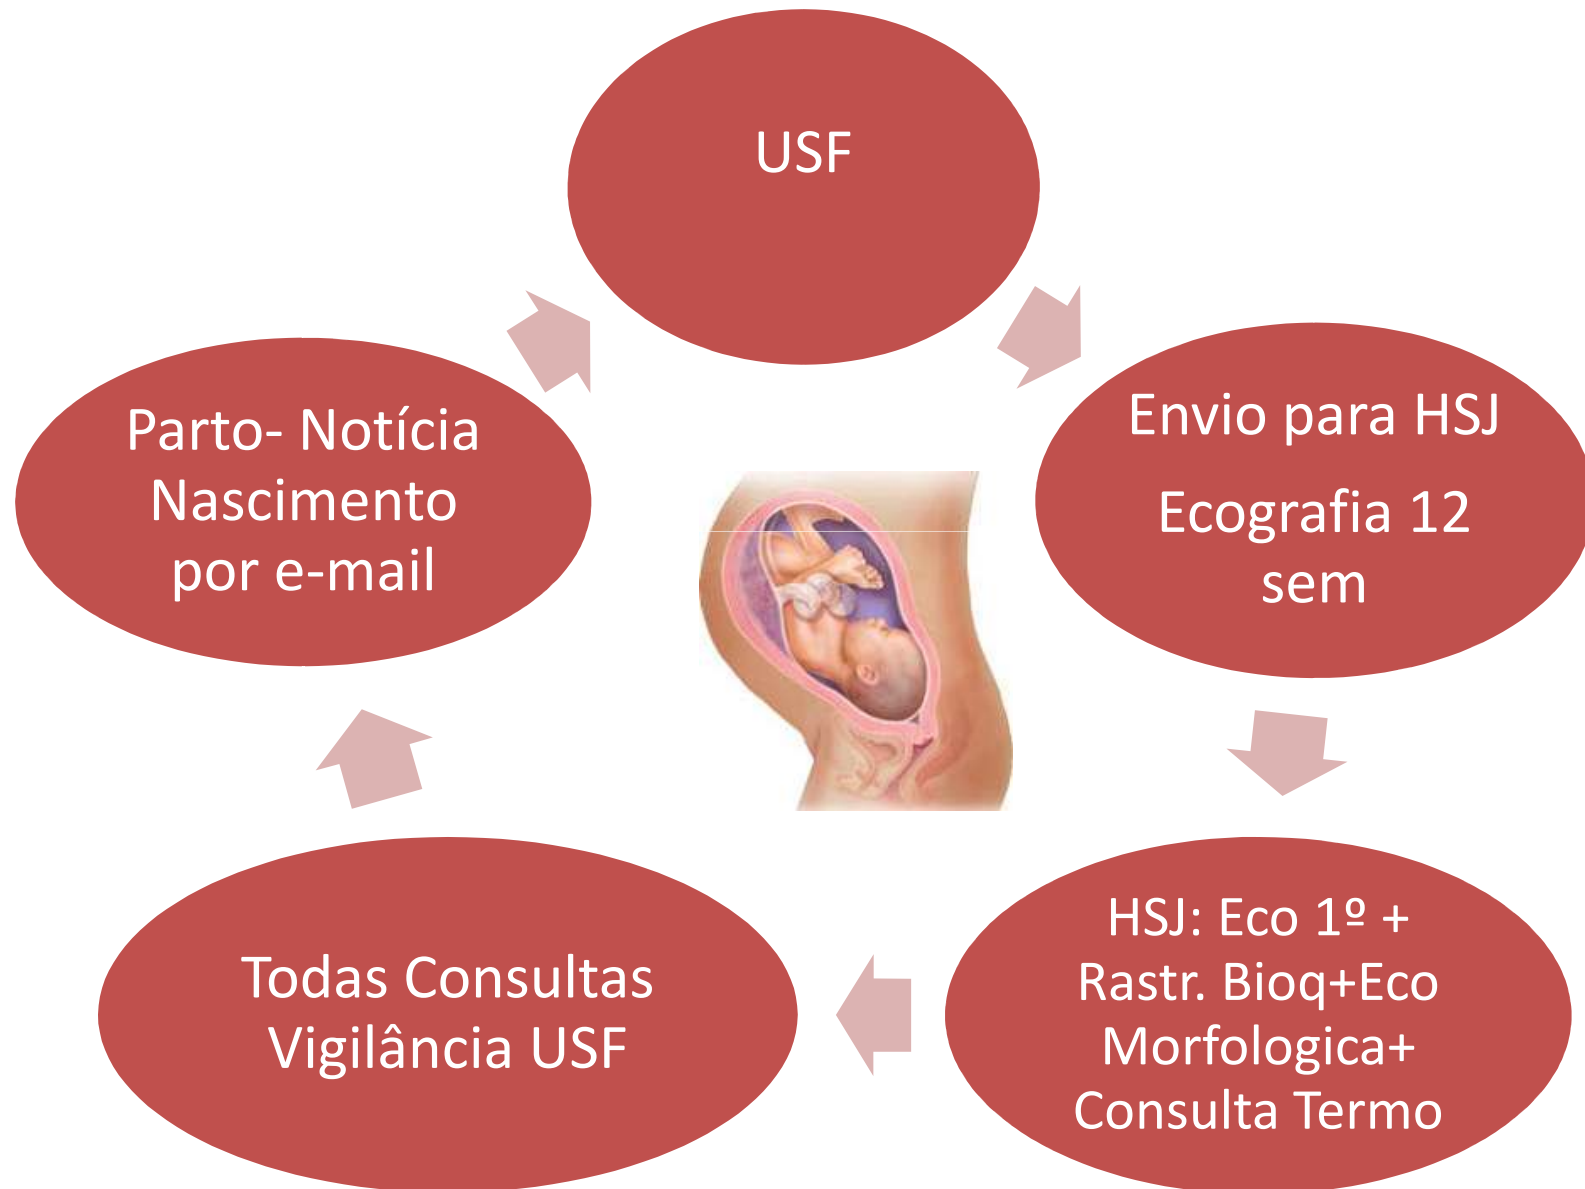 USF
Envio para HSJ
Ecografia 12
sem
HSJ: Eco 1º +
Rastr. Bioq+Eco
Morfologica+
Consulta Termo
Todas Consultas
Vigilância USF
Parto- Notícia
Nascimento
por e-mail